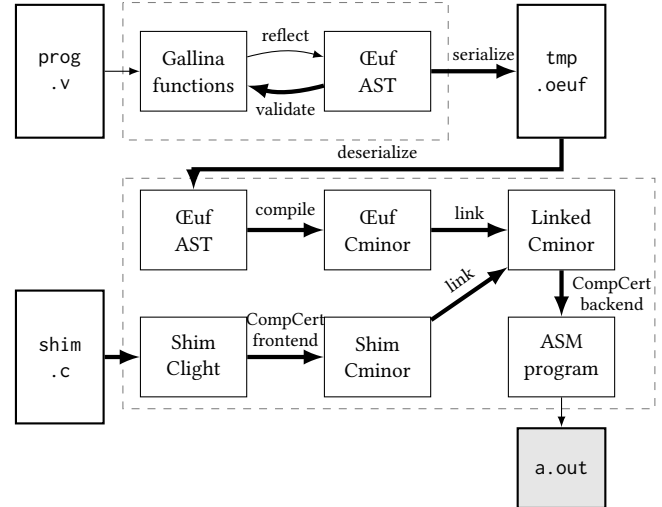 prog
.v
Gallina
functions
reflect
validate
Œuf
AST
serialize
tmp
.oeuf
deserialize
Œuf
AST
compile
Œuf
Cminor
link
Linked
Cminor
link
CompCert
backend
shim
.c
Shim
Clight
CompCert
frontend
Shim
Cminor
ASM
program
a.out